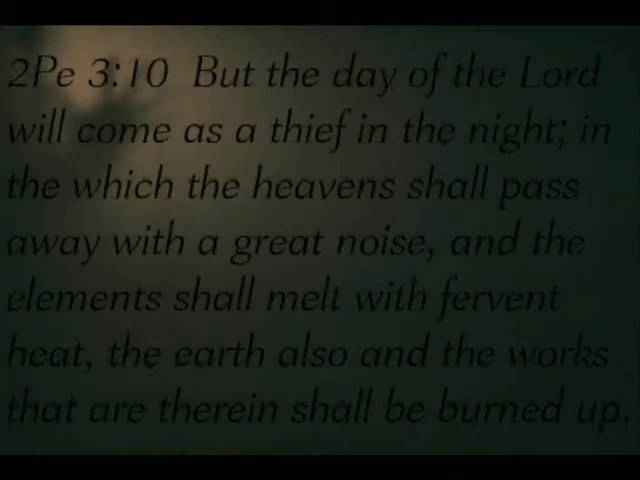 2Pe 3:10 But the day of the Lord
will come as a thief in the night; in
the which the heavens shall pass
away with a great noise, and the
elements shall melt with fervent
heat, the earth also and the works
that are therein shall be burned up.